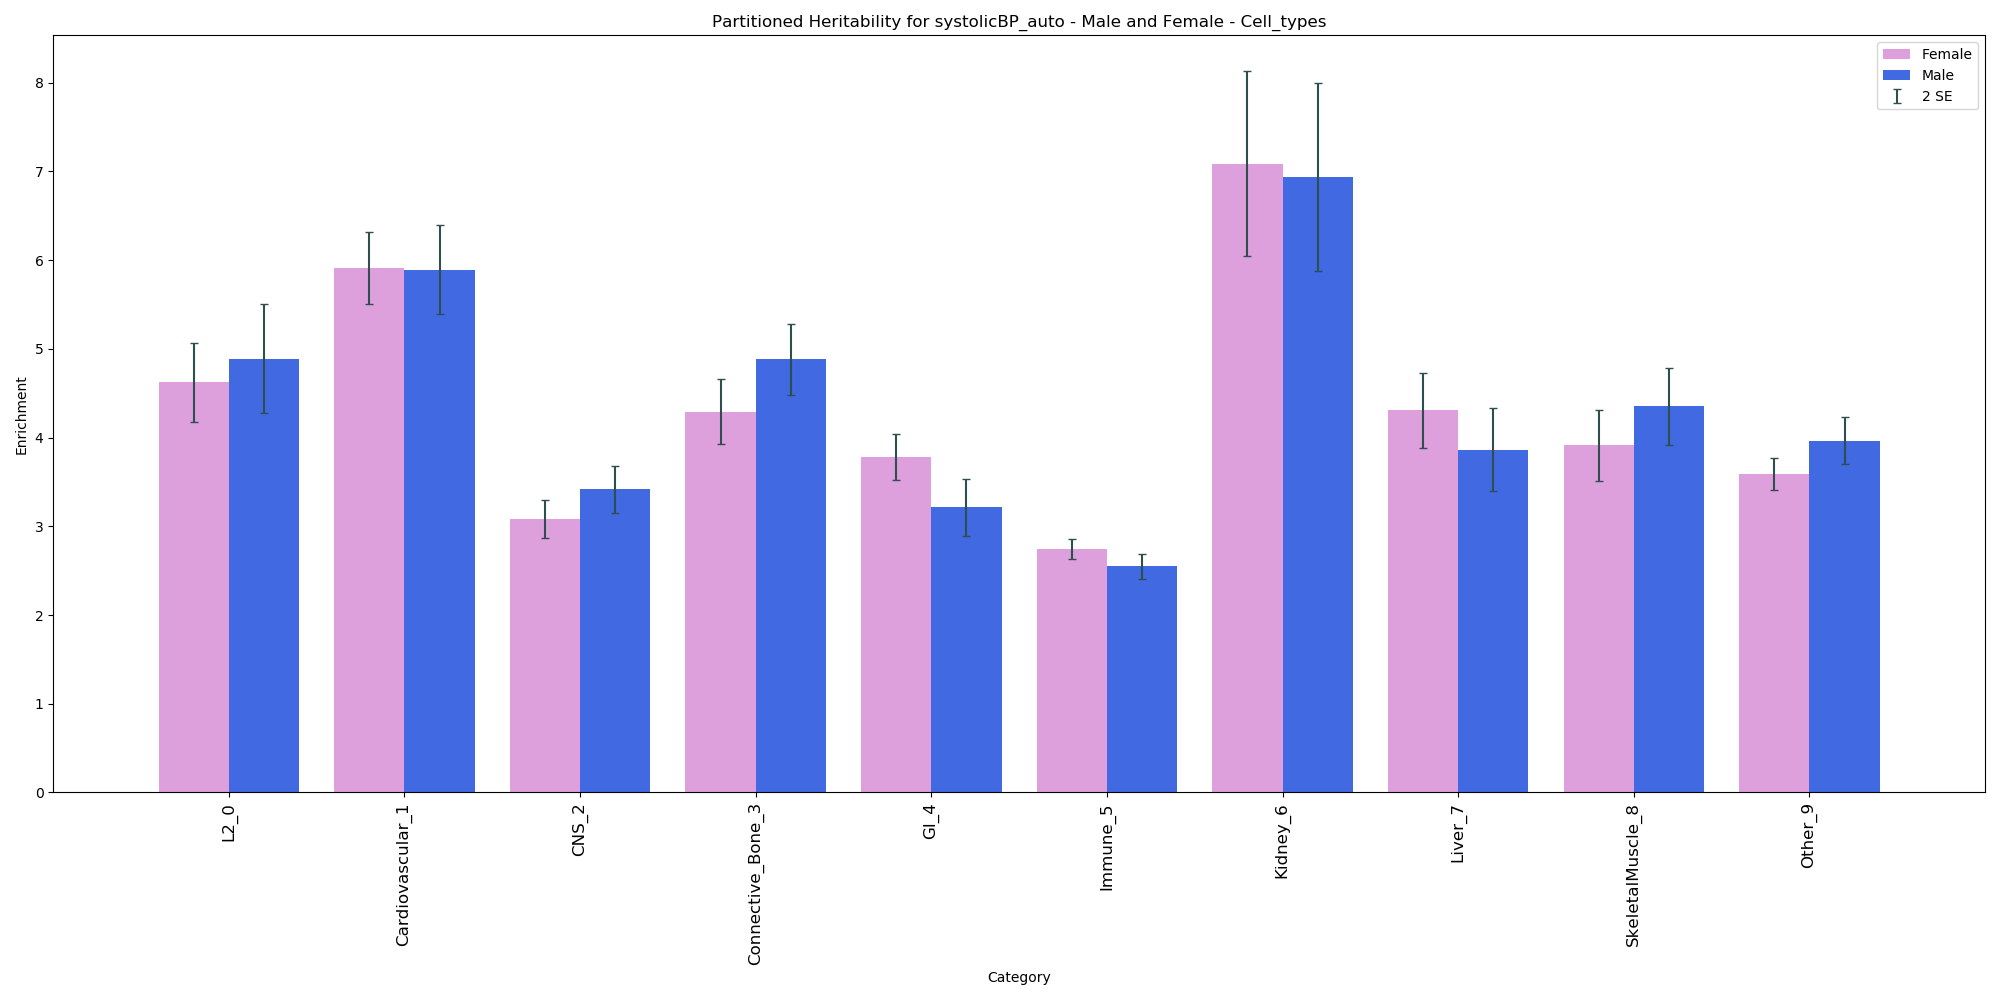 Partitioned Heritability for systolicBP_auto - Male and Female - Cell_types
Female
Male
2 SE
Enrichment
8
7
6
5
4
3
2
1
0
L2_0
Cardiovascular_1
CNS_2
Connective_Bone_3
GI_4
Immune_5
Kidney_6
Liver_7
SkeletalMuscle_8
Other_9
Category